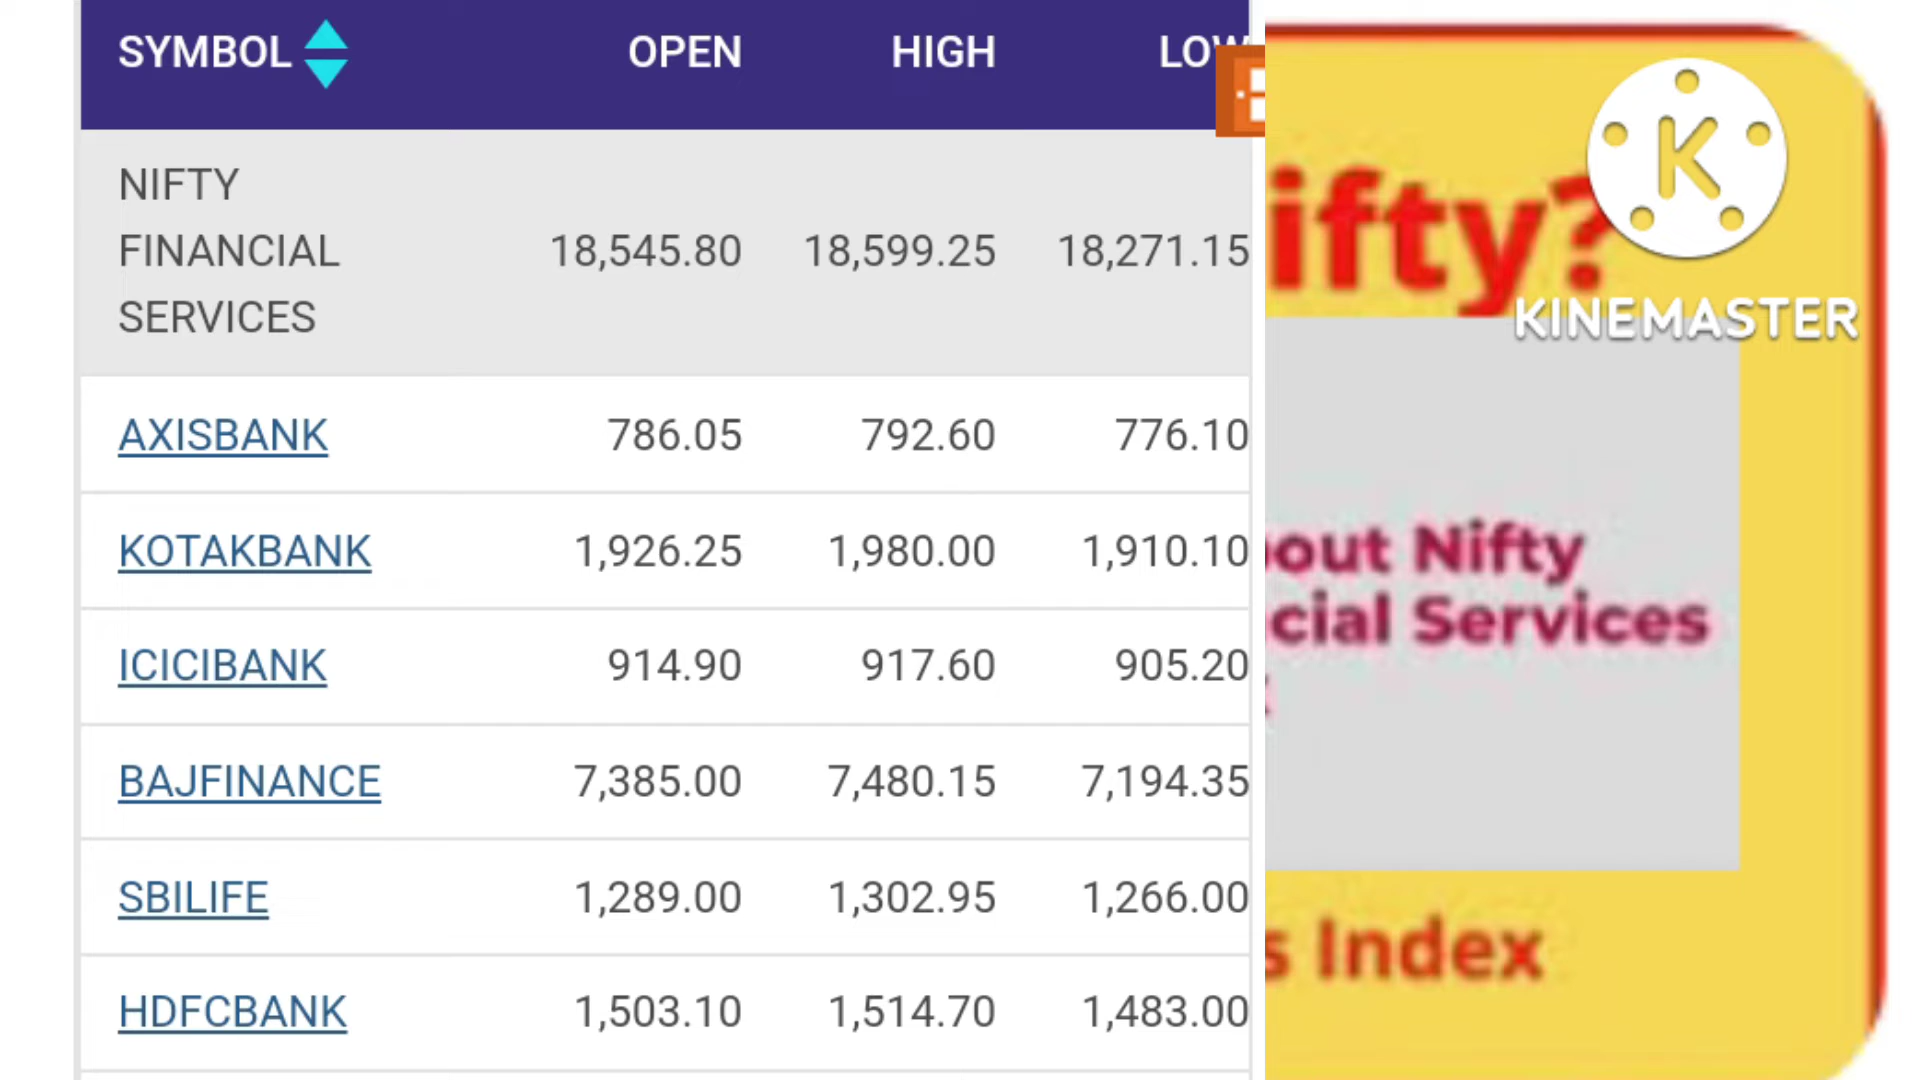 SYMBOL OPEN HIGH LOW
NIFTY
FINANCIAL 18,545.80 18,599.25 18,271.15
SERVICES
AXISBANK 786.05 792.60 776.10
KOTAKBANK 1,926.25 1,980.00 1,910.10
ICICIBANK 914.90 917.60 905.20
BAJFINANCE 7,385.00 7,480.15 7,194.35
SBILIFE 1,289.00 1,302.95 1,266.00
HDFCBANK 1,503.10 1,514.70 1,483.00
K
KINEMASTER
ifty?
out Nifty
cial Services
s Index